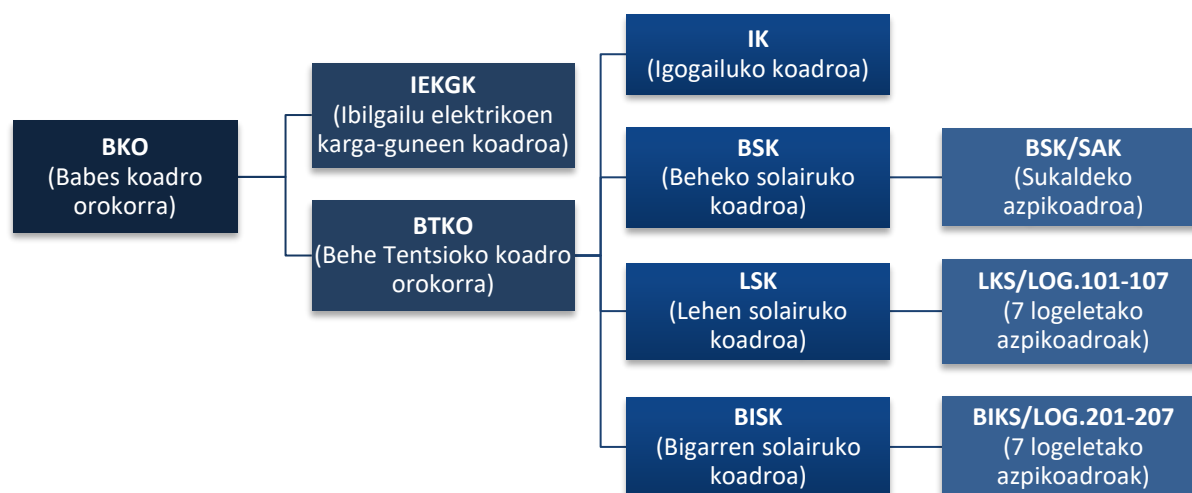 BKO
(Babes koadro
orokorra)
IEKGK
(Ibilgailu elektrikoen
karga-guneen koadroa)
BTKO
(Behe Tentsioko koadro
orokorra)
IK
(Igogailuko koadroa)
BSK
(Beheko solairuko
koadroa)
BSK/SAK
(Sukaldeko
azpikoadroa)
LSK
(Lehen solairuko
koadroa)
LKS/LOG.101-107
(7 logeletako
azpikoadroak)
BISK
(Bigarren solairuko
koadroa)
BIKS/LOG.201-207
(7 logeletako
azpikoadroak)